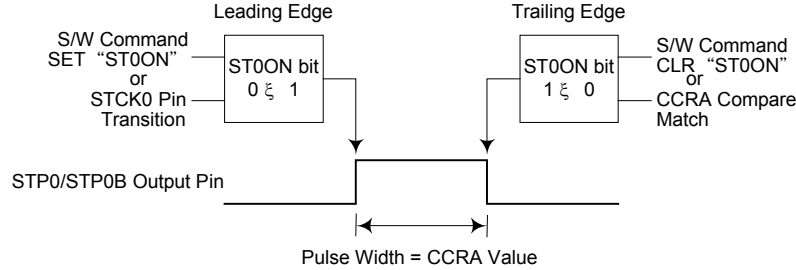 Leading Edge
Trailing Edge
S/W Command
SET “ST0ON”
or
STCK0 Pin
Transition
ST0ON bit
0 ξ 1
ST0ON bit
1 ξ 0
S/W Command
CLR “ST0ON”
or
CCRA Compare
Match
STP0/STP0B Output Pin
Pulse Width = CCRA Value